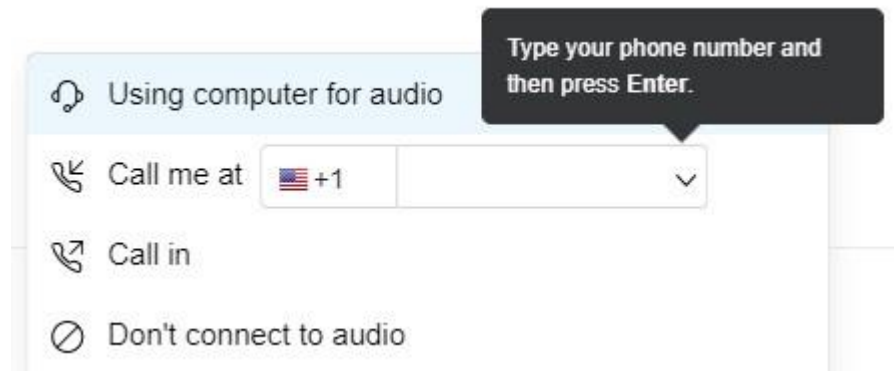 Type your phone number and
then press Enter.
Using computer for audio
Call me at +1
Call in
Don't connect to audio